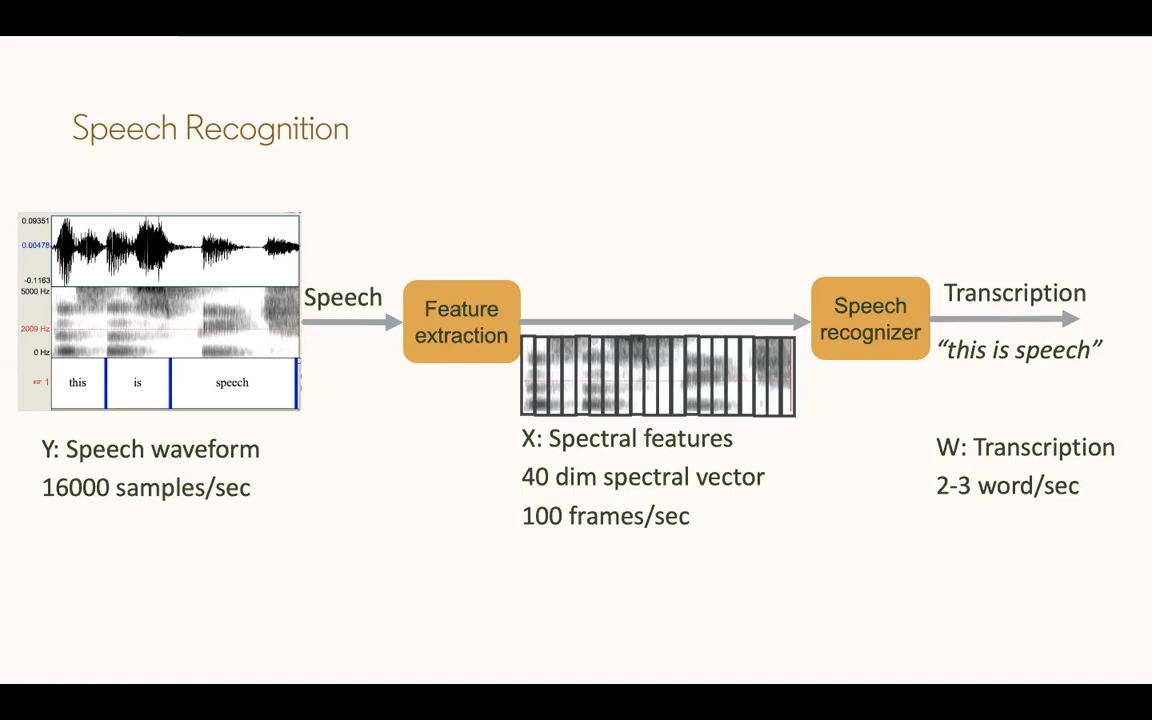 Speech Recognition
0.09351
0.00478
-0.1163
5000 Hz
2009 Hz
0 Hz
1
this
is
speech
Speech
Feature
extraction
Speech
recognizer
Transcription
“this is speech”
Y: Speech waveform
16000 samples/sec
X: Spectral features
40 dim spectral vector
100 frames/sec
W: Transcription
2-3 word/sec